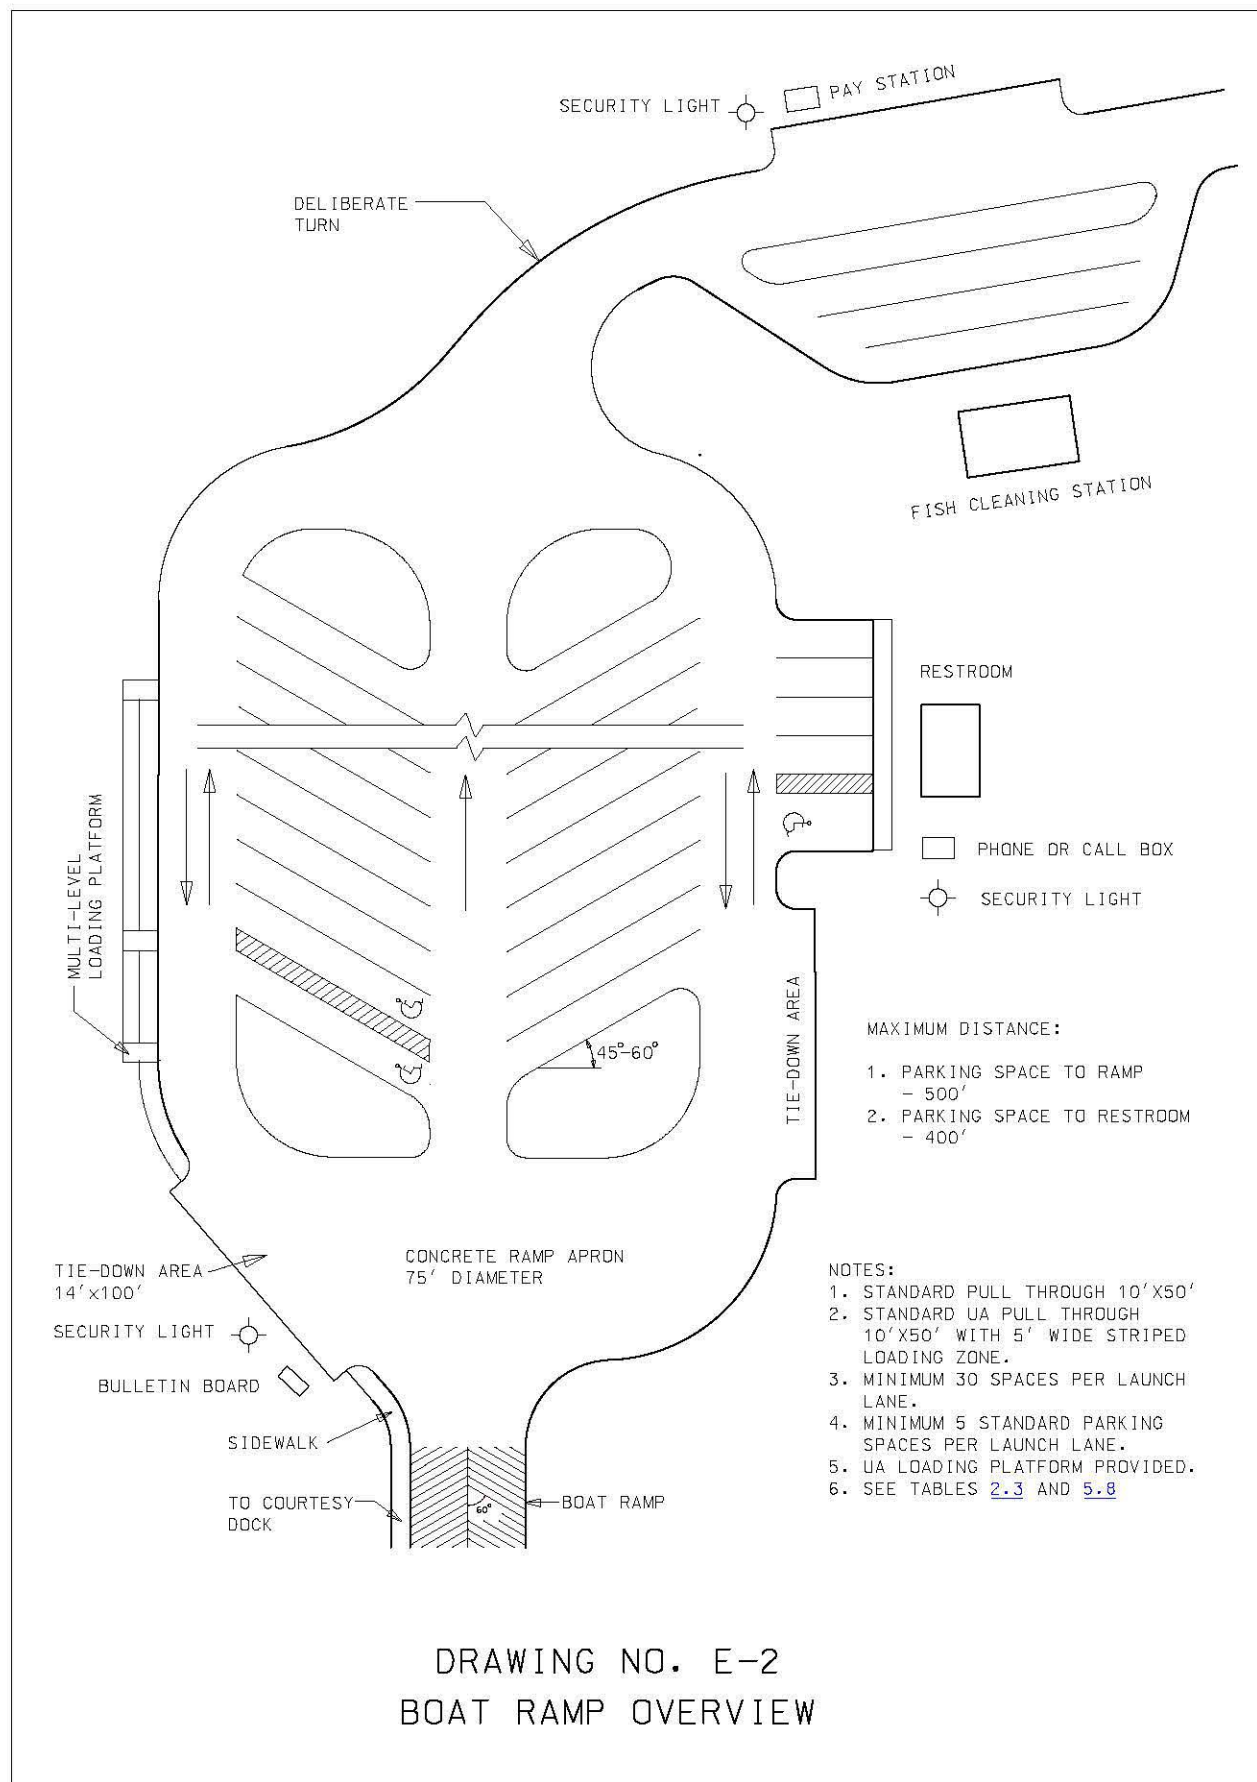 SECURITY LIGHT
PAY STATION
DELIBERATE
TURN
FISH CLEANING STATION
RESTROOM
MULTI-LEVEL
LOADING PLATFORM
PHONE OR CALL BOX
SECURITY LIGHT
TIE-DOWN AREA
45°-60°
MAXIMUM DISTANCE:
1. PARKING SPACE TO RAMP
- 500'
2. PARKING SPACE TO RESTROOM
- 400'
TIE-DOWN AREA
14'x100'
CONCRETE RAMP APRON
75' DIAMETER
SECURITY LIGHT
BULLETIN BOARD
SIDEWALK
TO COURTESY
DOCK
60°
BOAT RAMP
NOTES:
1. STANDARD PULL THROUGH 10'X50'
2. STANDARD UA PULL THROUGH
10'X50' WITH 5' WIDE STRIPED
LOADING ZONE.
3. MINIMUM 30 SPACES PER LAUNCH
LANE.
4. MINIMUM 5 STANDARD PARKING
SPACES PER LAUNCH LANE.
5. UA LOADING PLATFORM PROVIDED.
6. SEE TABLES 2.3 AND 5.8
DRAWING NO. E-2
BOAT RAMP OVERVIEW